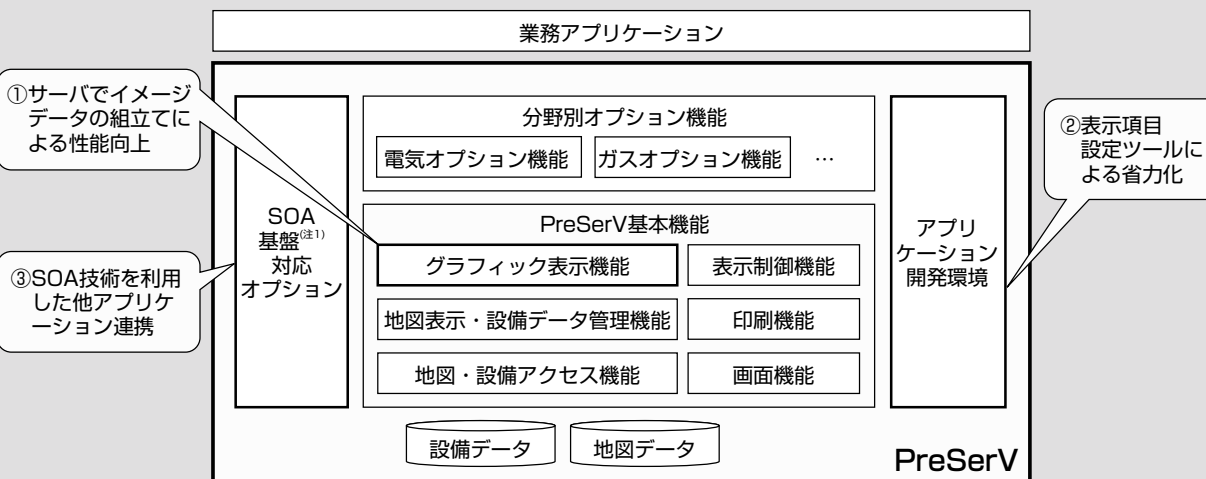 業務アプリケーション
①サーバでイメージ
データの組立てに
よる性能向上
分野別オプション機能
電気オプション機能
ガスオプション機能
…
②表示項目
設定ツールに
よる省力化
SOA
基盤(注1)
対応
オプション
PreSerV基本機能
グラフィック表示機能
表示制御機能
地図表示・設備データ管理機能
印刷機能
地図・設備アクセス機能
画面機能
アプリ
ケーション
開発環境
③SOA技術を利用
した他アプリケ
ーション連携
設備データ
地図データ
PreSerV